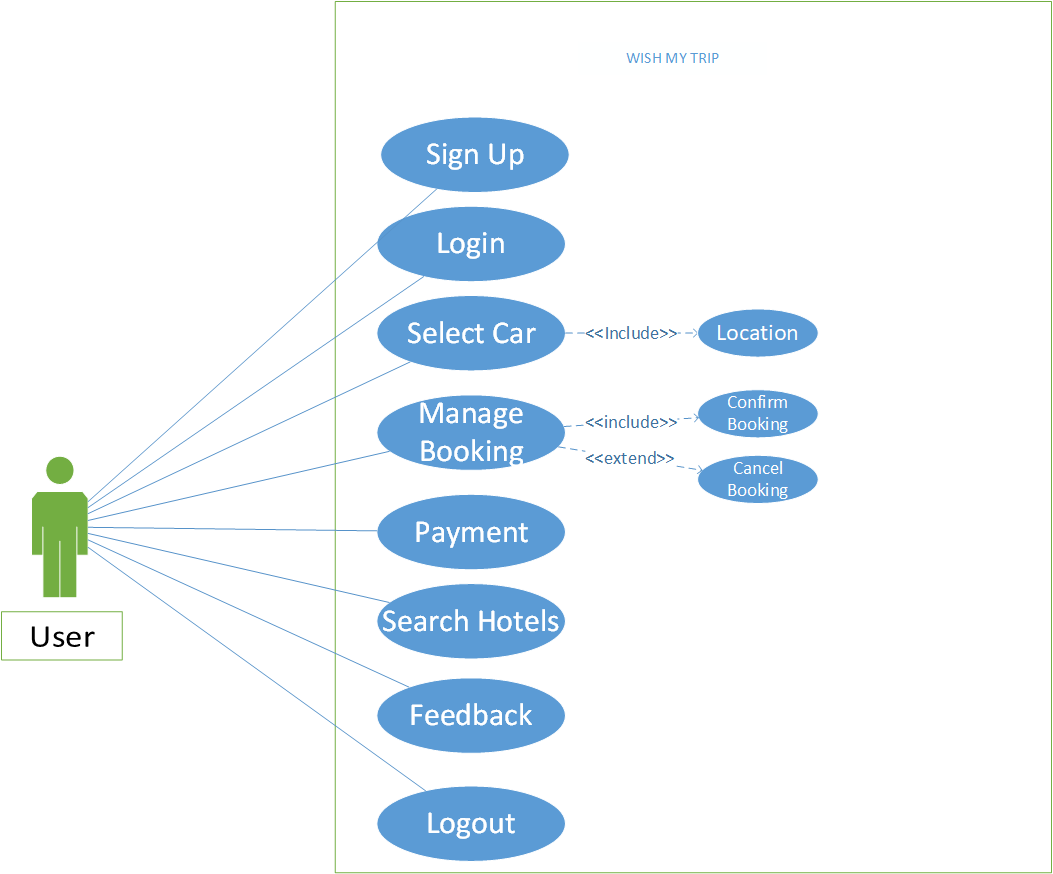 WISH MY TRIP
Sign Up
Login
Select Car
<<Include>>
Location
Manage
Booking
<<include>>
Confirm
Booking
<<extend>>
Cancel
Booking
Payment
Search Hotels
User
Feedback
Logout